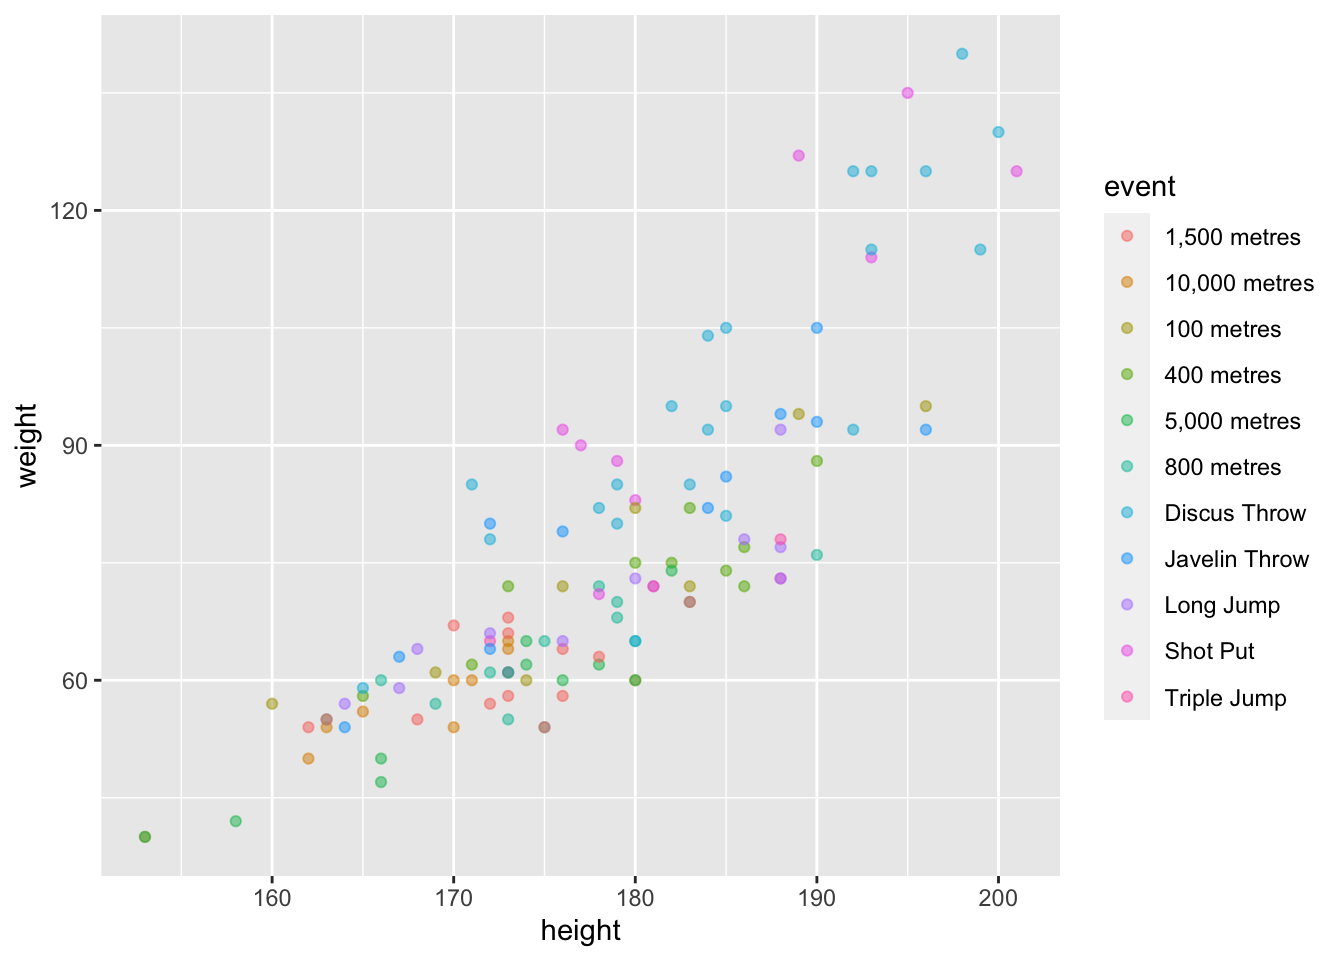 weight
120
90
60
160 170 180 190 200
height
event
1,500 metres
10,000 metres
100 metres
400 metres
5,000 metres
800 metres
Discus Throw
Javelin Throw
Long Jump
Shot Put
Triple Jump